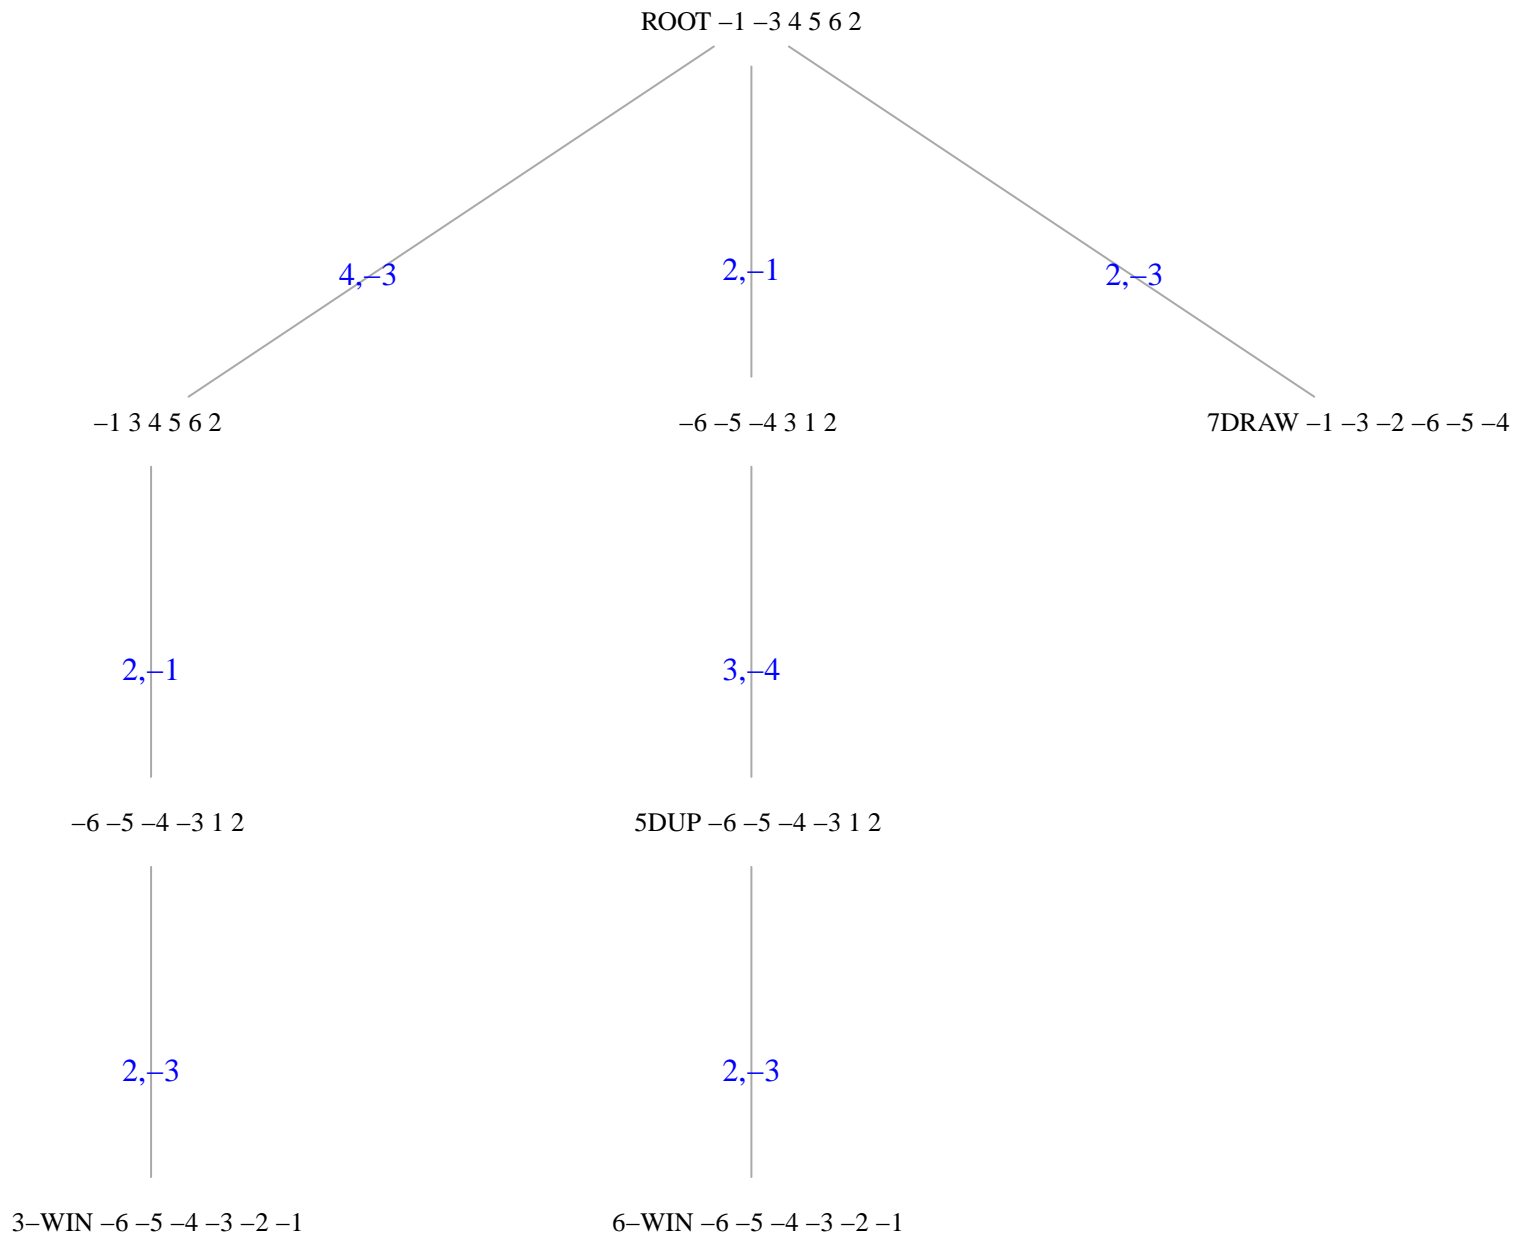 ROOT –1 –3 4 5 6 2
4,–3
2,–1
2,–3
–1 3 4 5 6 2
–6 –5 –4 3 1 2
7DRAW –1 –3 –2 –6 –5 –4
2,–1
3,–4
–6 –5 –4 –3 1 2
5DUP –6 –5 –4 –3 1 2
2,–3
2,–3
3–WIN –6 –5 –4 –3 –2 –1
6–WIN –6 –5 –4 –3 –2 –1